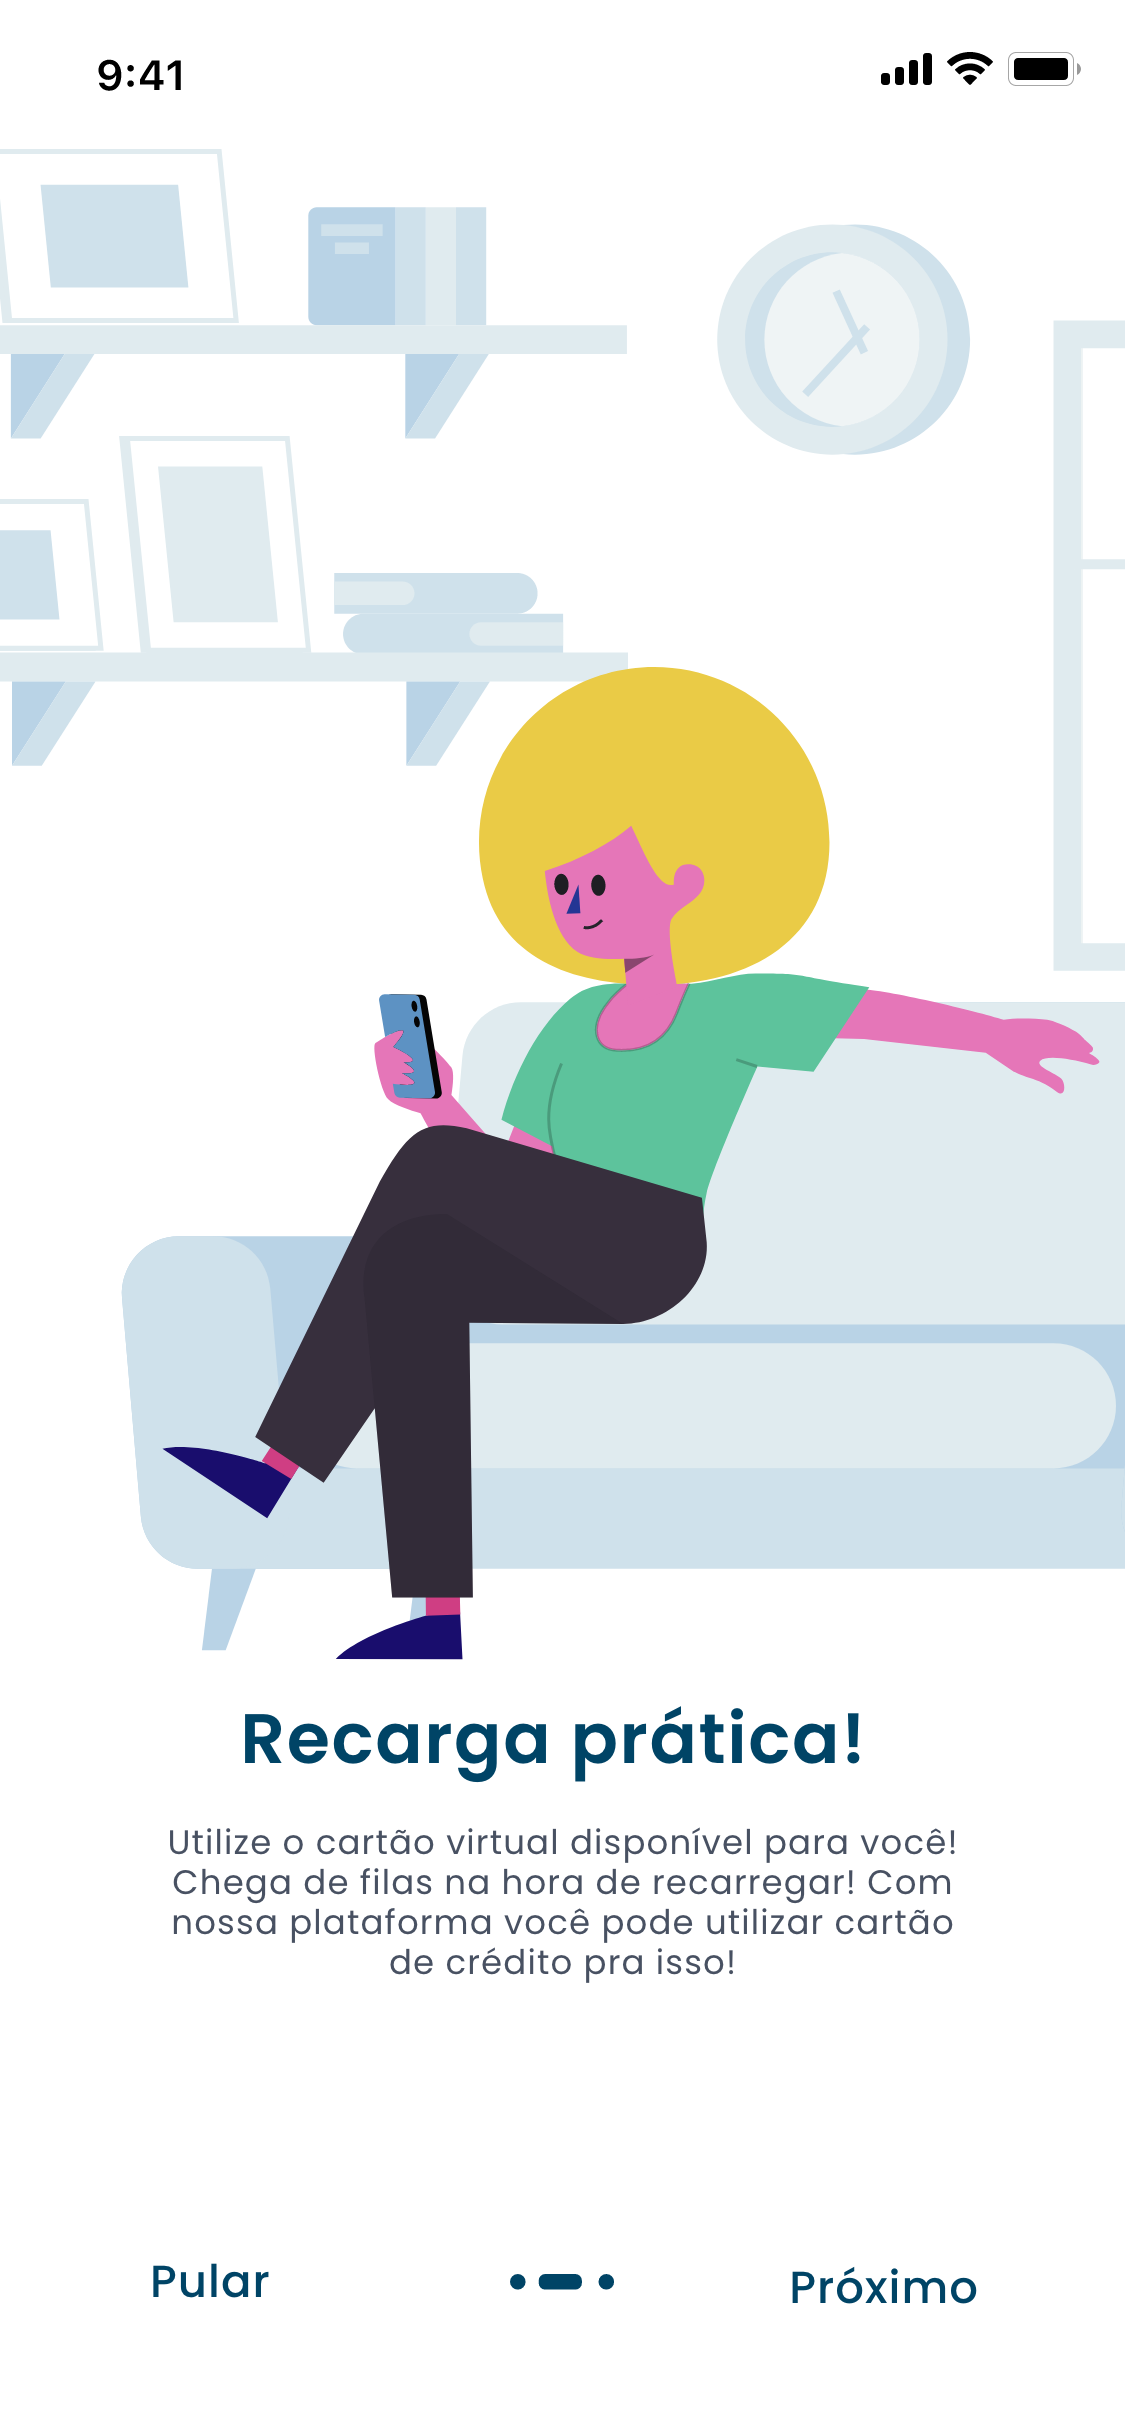 9:41
Recarga prática!
Utilize o cartão virtual disponível para você!
Chega de filas na hora de recarregar! Com
nossa plataforma você pode utilizar cartão
de crédito pra isso!
Pular
Próximo